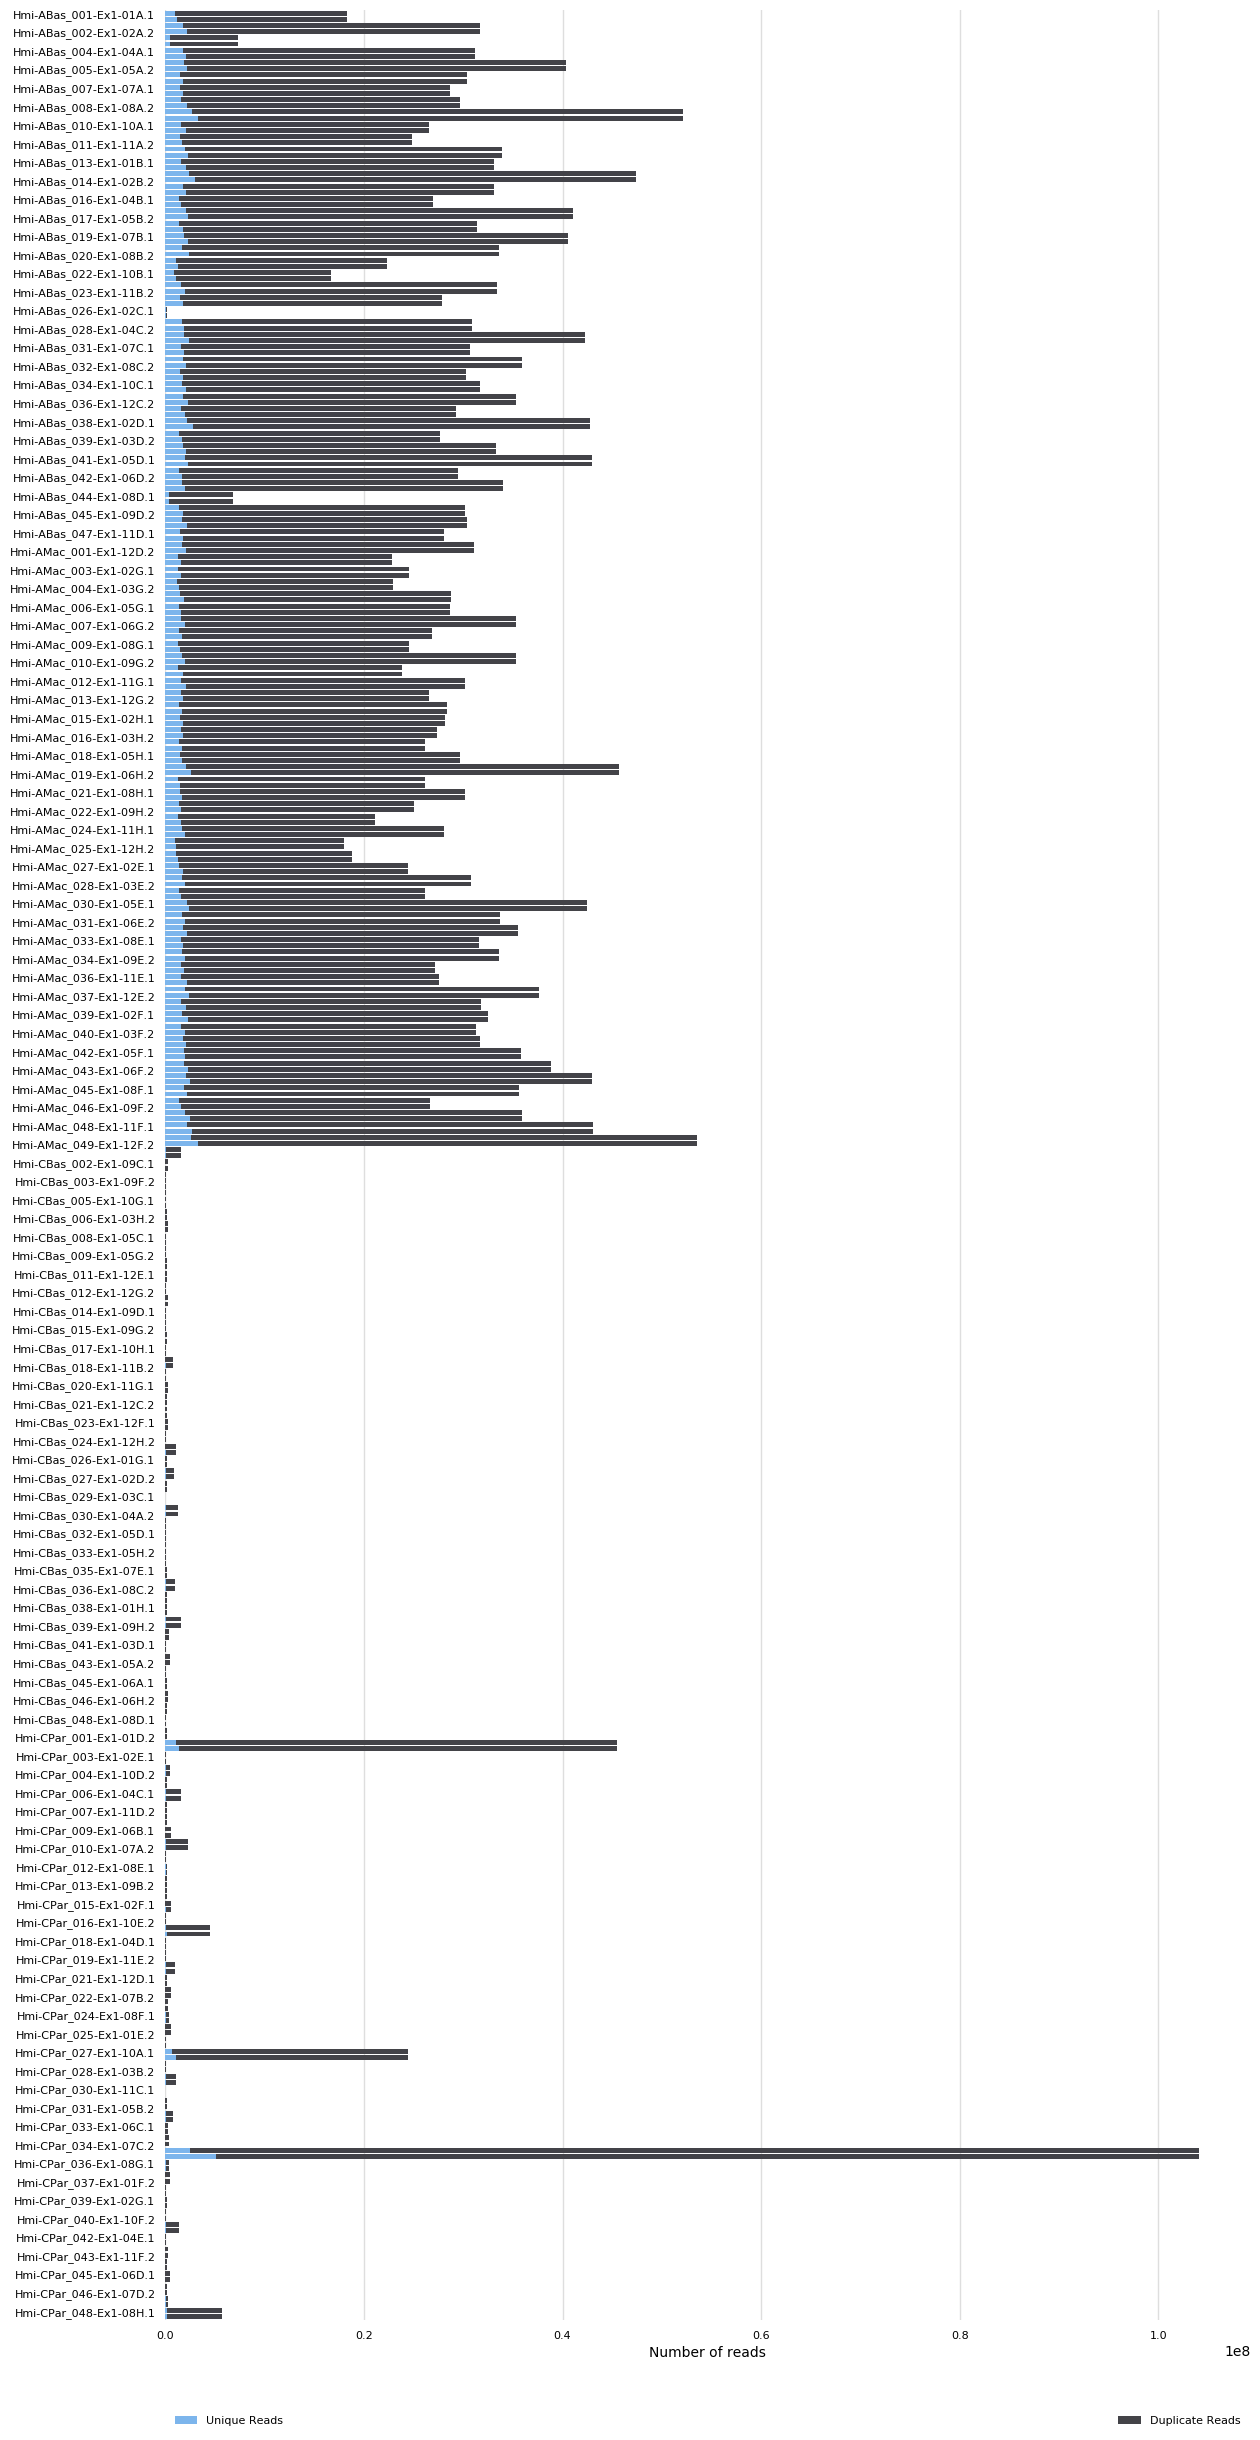 Hmi-ABas_001-Ex1-01A.1
Hmi-ABas_002-Ex1-02A.2
Hmi-ABas_004-Ex1-04A.1
Hmi-ABas_005-Ex1-05A.2
Hmi-ABas_007-Ex1-07A.1
Hmi-ABas_008-Ex1-08A.2
Hmi-ABas_010-Ex1-10A.1
Hmi-ABas_011-Ex1-11A.2
Hmi-ABas_013-Ex1-01B.1
Hmi-ABas_014-Ex1-02B.2
Hmi-ABas_016-Ex1-04B.1
Hmi-ABas_017-Ex1-05B.2
Hmi-ABas_019-Ex1-07B.1
Hmi-ABas_020-Ex1-08B.2
Hmi-ABas_022-Ex1-10B.1
Hmi-ABas_023-Ex1-11B.2
Hmi-ABas_026-Ex1-02C.1
Hmi-ABas_028-Ex1-04C.2
Hmi-ABas_031-Ex1-07C.1
Hmi-ABas_032-Ex1-08C.2
Hmi-ABas_034-Ex1-10C.1
Hmi-ABas_036-Ex1-12C.2
Hmi-ABas_038-Ex1-02D.1
Hmi-ABas_039-Ex1-03D.2
Hmi-ABas_041-Ex1-05D.1
Hmi-ABas_042-Ex1-06D.2
Hmi-ABas_044-Ex1-08D.1
Hmi-ABas_045-Ex1-09D.2
Hmi-ABas_047-Ex1-11D.1
Hmi-AMac_001-Ex1-12D.2
Hmi-AMac_003-Ex1-02G.1
Hmi-AMac_004-Ex1-03G.2
Hmi-AMac_006-Ex1-05G.1
Hmi-AMac_007-Ex1-06G.2
Hmi-AMac_009-Ex1-08G.1
Hmi-AMac_010-Ex1-09G.2
Hmi-AMac_012-Ex1-11G.1
Hmi-AMac_013-Ex1-12G.2
Hmi-AMac_015-Ex1-02H.1
Hmi-AMac_016-Ex1-03H.2
Hmi-AMac_018-Ex1-05H.1
Hmi-AMac_019-Ex1-06H.2
Hmi-AMac_021-Ex1-08H.1
Hmi-AMac_022-Ex1-09H.2
Hmi-AMac_024-Ex1-11H.1
Hmi-AMac_025-Ex1-12H.2
Hmi-AMac_027-Ex1-02E.1
Hmi-AMac_028-Ex1-03E.2
Hmi-AMac_030-Ex1-05E.1
Hmi-AMac_031-Ex1-06E.2
Hmi-AMac_033-Ex1-08E.1
Hmi-AMac_034-Ex1-09E.2
Hmi-AMac_036-Ex1-11E.1
Hmi-AMac_037-Ex1-12E.2
Hmi-AMac_039-Ex1-02F.1
Hmi-AMac_040-Ex1-03F.2
Hmi-AMac_042-Ex1-05F.1
Hmi-AMac_043-Ex1-06F.2
Hmi-AMac_045-Ex1-08F.1
Hmi-AMac_046-Ex1-09F.2
Hmi-AMac_048-Ex1-11F.1
Hmi-AMac_049-Ex1-12F.2
Hmi-CBas_002-Ex1-09C.1
Hmi-CBas_003-Ex1-09F.2
Hmi-CBas_005-Ex1-10G.1
Hmi-CBas_006-Ex1-03H.2
Hmi-CBas_008-Ex1-05C.1
Hmi-CBas_009-Ex1-05G.2
Hmi-CBas_011-Ex1-12E.1
Hmi-CBas_012-Ex1-12G.2
Hmi-CBas_014-Ex1-09D.1
Hmi-CBas_015-Ex1-09G.2
Hmi-CBas_017-Ex1-10H.1
Hmi-CBas_018-Ex1-11B.2
Hmi-CBas_020-Ex1-11G.1
Hmi-CBas_021-Ex1-12C.2
Hmi-CBas_023-Ex1-12F.1
Hmi-CBas_024-Ex1-12H.2
Hmi-CBas_026-Ex1-01G.1
Hmi-CBas_027-Ex1-02D.2
Hmi-CBas_029-Ex1-03C.1
Hmi-CBas_030-Ex1-04A.2
Hmi-CBas_032-Ex1-05D.1
Hmi-CBas_033-Ex1-05H.2
Hmi-CBas_035-Ex1-07E.1
Hmi-CBas_036-Ex1-08C.2
Hmi-CBas_038-Ex1-01H.1
Hmi-CBas_039-Ex1-09H.2
Hmi-CBas_041-Ex1-03D.1
Hmi-CBas_043-Ex1-05A.2
Hmi-CBas_045-Ex1-06A.1
Hmi-CBas_046-Ex1-06H.2
Hmi-CBas_048-Ex1-08D.1
Hmi-CPar_001-Ex1-01D.2
Hmi-CPar_003-Ex1-02E.1
Hmi-CPar_004-Ex1-10D.2
Hmi-CPar_006-Ex1-04C.1
Hmi-CPar_007-Ex1-11D.2
Hmi-CPar_009-Ex1-06B.1
Hmi-CPar_010-Ex1-07A.2
Hmi-CPar_012-Ex1-08E.1
Hmi-CPar_013-Ex1-09B.2
Hmi-CPar_015-Ex1-02F.1
Hmi-CPar_016-Ex1-10E.2
Hmi-CPar_018-Ex1-04D.1
Hmi-CPar_019-Ex1-11E.2
Hmi-CPar_021-Ex1-12D.1
Hmi-CPar_022-Ex1-07B.2
Hmi-CPar_024-Ex1-08F.1
Hmi-CPar_025-Ex1-01E.2
Hmi-CPar_027-Ex1-10A.1
Hmi-CPar_028-Ex1-03B.2
Hmi-CPar_030-Ex1-11C.1
Hmi-CPar_031-Ex1-05B.2
Hmi-CPar_033-Ex1-06C.1
Hmi-CPar_034-Ex1-07C.2
Hmi-CPar_036-Ex1-08G.1
Hmi-CPar_037-Ex1-01F.2
Hmi-CPar_039-Ex1-02G.1
Hmi-CPar_040-Ex1-10F.2
Hmi-CPar_042-Ex1-04E.1
Hmi-CPar_043-Ex1-11F.2
Hmi-CPar_045-Ex1-06D.1
Hmi-CPar_046-Ex1-07D.2
Hmi-CPar_048-Ex1-08H.1
0.0 0.2 0.4 0.6 0.8 1.0
Number of reads 1e8
Unique Reads Duplicate Reads